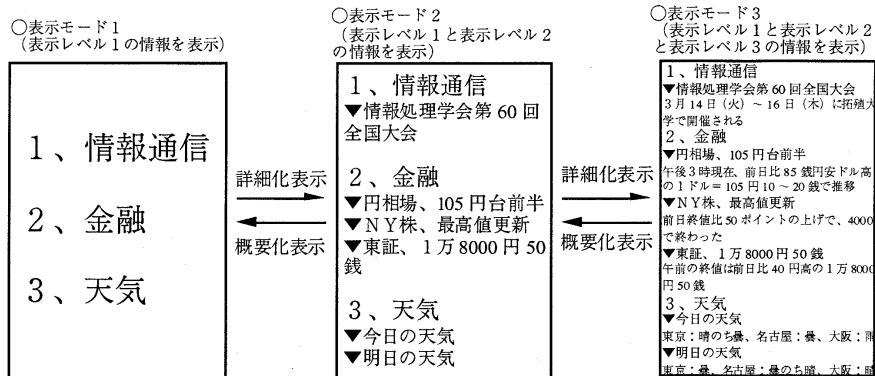 ○表示モード1
(表示レベル1の情報を表示)
1、情報通信
2、金融
3、天気
詳細化表示
概要化表示
○表示モード2
(表示レベル1と表示レベル2
の情報を表示)
1、情報通信
▼情報処理学会第60回
全国大会
2、金融
▼円相場、105円台前半
▼NY株、最高値更新
▼東証、1万8000円50
銭
3、天気
▼今日の天気
▼明日の天気
詳細化表示
概要化表示
○表示モード3
(表示レベル1と表示レベル2
と表示レベル3の情報を表示)
1、情報通信
▼情報処理学会第60回全国大会
3月14日(火)~16日(木)に拓殖大
学で開催される
2、金融
▼円相場、105円台前半
午後3時現在、前日比85銭円安ドル高
の1ドル=105円10~20銭で推移
▼NY株、最高値更新
前日終値比50ポイントの上げで、4000
で終わった
▼東証、1万8000円50銭
午前の終値は前日比40円高の1万8000
円50銭
3、天気
▼今日の天気
東京:晴のち曇、名古屋:曇、大阪:雨
▼明日の天気
東京:曇、名古屋:曇のち晴、大阪:晴